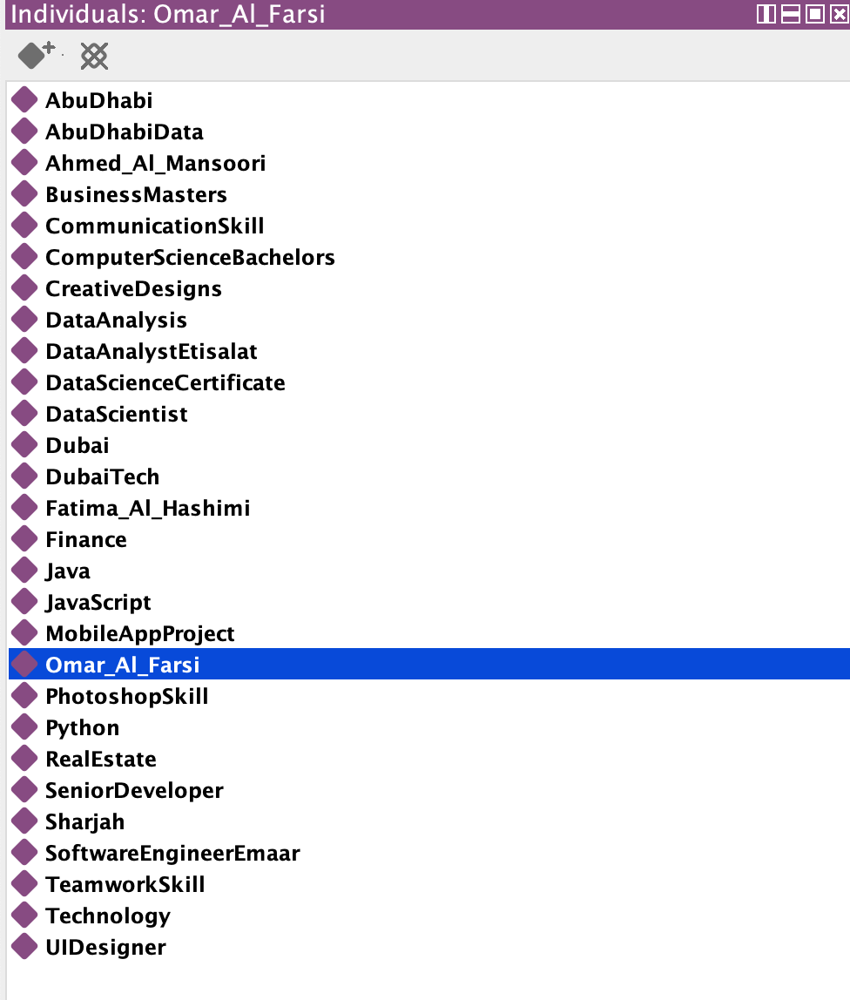 Individuals: Omar_Al_Farsi
AbuDhabi
AbuDhabiData
Ahmed_Al_Mansoori
BusinessMasters
CommunicationSkill
ComputerScienceBachelors
CreativeDesigns
DataAnalysis
DataAnalystEtisalat
DataScienceCertificate
DataScientist
Dubai
DubaiTech
Fatima_Al_Hashimi
Finance
Java
JavaScript
MobileAppProject
Omar_Al_Farsi
PhotoshopSkill
Python
RealEstate
SeniorDeveloper
Sharjah
SoftwareEngineerEmaar
TeamworkSkill
Technology
UIDesigner